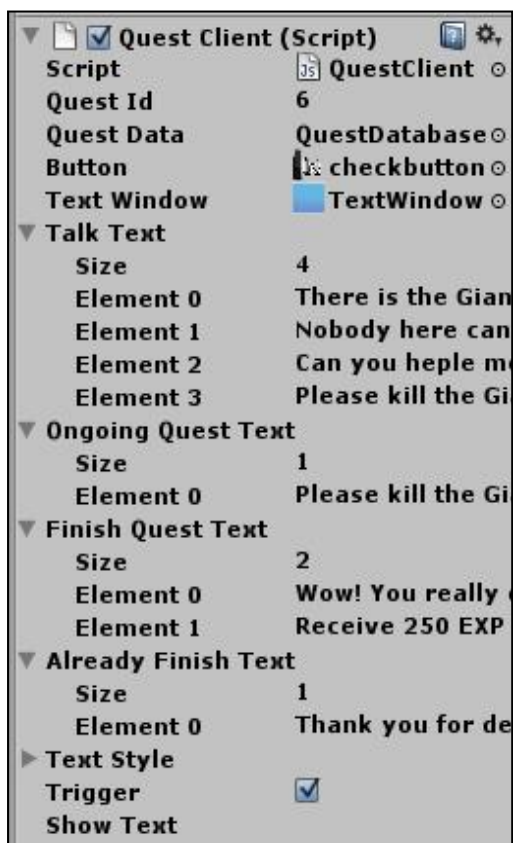 Quest Client (Script)
Script QuestClient
Quest Id 6
Quest Data QuestDatabase
Button checkbutton
Text Window TextWindow
Talk Text
Size 4
Element 0 There is the Gian
Element 1 Nobody here can
Element 2 Can you heple me
Element 3 Please kill the Gi
Ongoing Quest Text
Size 1
Element 0 Please kill the Gi
Finish Quest Text
Size 2
Element 0 Wow! You really
Element 1 Receive 250 EXP
Already Finish Text
Size 1
Element 0 Thank you for de
Text Style
Trigger
Show Text